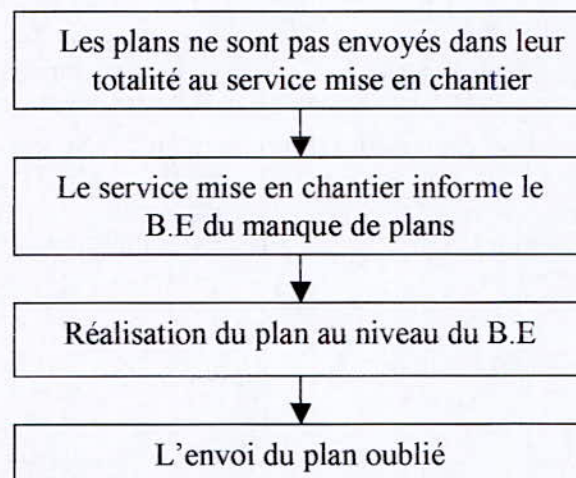 Les plans ne sont pas envoyés dans leur
totalité au service mise en chantier
Le service mise en chantier informe le
B.E du manque de plans
Réalisation du plan au niveau du B.E
L'envoi du plan oublié